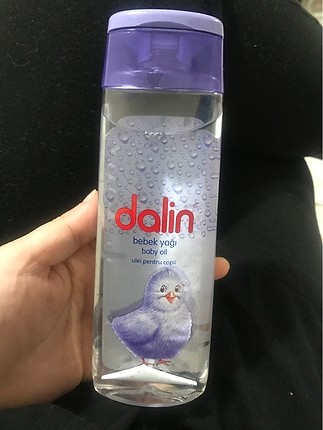 dalin
bebek yağı
baby oil
ulei pentru copii